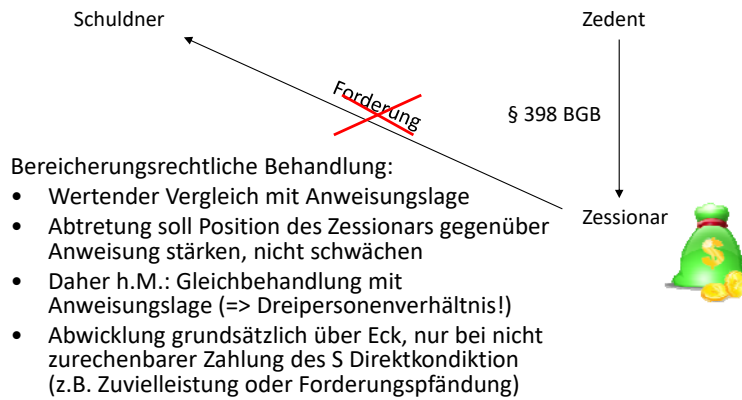 Schuldner
Zedent
Forderung
§ 398 BGB
Bereicherungsrechtliche Behandlung:
• Wertender Vergleich mit Anweisungslage
• Abtretung soll Position des Zessionars gegenüber
Anweisung stärken, nicht schwächen
• Daher h.M.: Gleichbehandlung mit
Anweisungslage (=> Dreipersonenverhältnis!)
• Abwicklung grundsätzlich über Eck, nur bei nicht
zurechenbarer Zahlung des S Direktkondiktion
(z.B. Zuvielleistung oder Forderungspfändung)
Zessionar
$